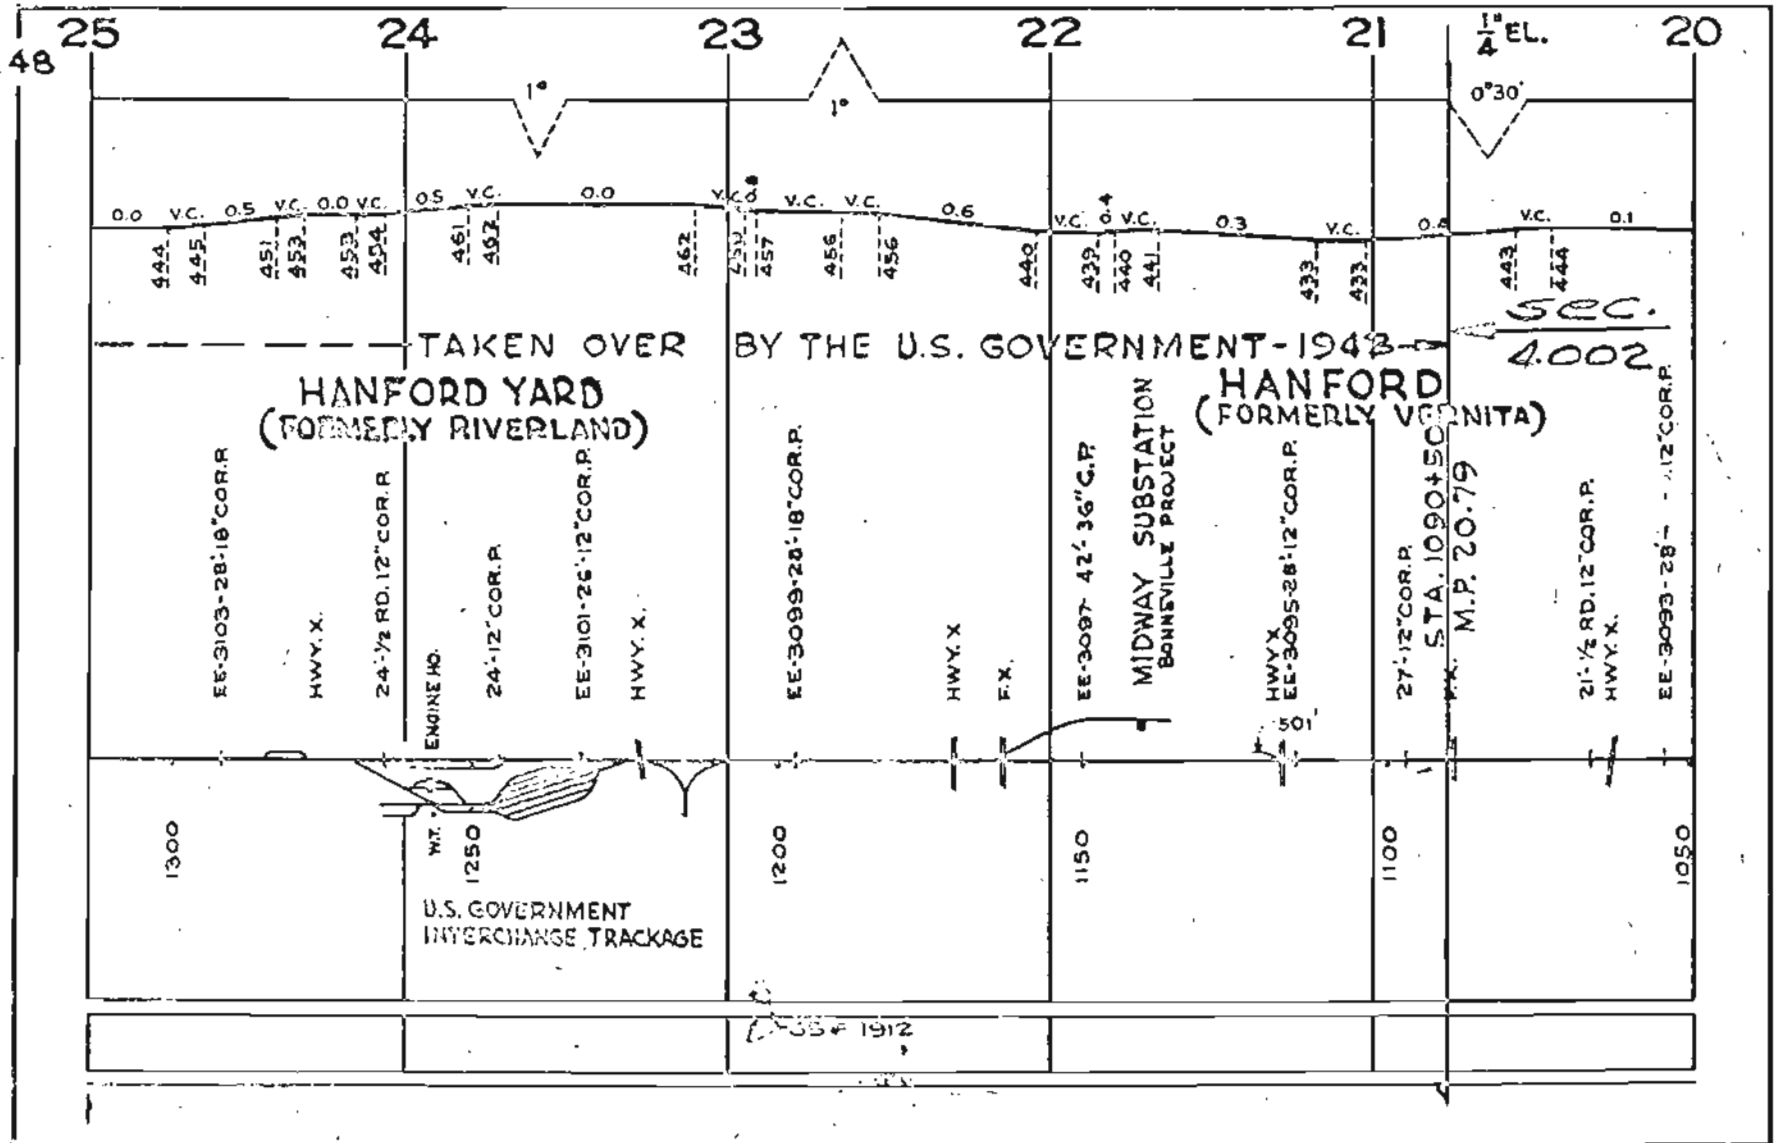 25 24 23 22 21 1/4" EL. 20
48
1° 1° 0°30'
0.0 V.C. 0.5 V.C. 0.0 V.C. 0.5 V.C. 0.0 V.C. V.C. V.C. 0.6 V.C. 0.4 V.C. 0.3 V.C. V.C. 0.1
444 445 451 453 453 454 461 462 462 457 456 456 440 439 440 441 433 433 443 444
SEC.
TAKEN OVER BY THE U.S. GOVERNMENT-1943
4.002
HANFORD YARD
(FORMERLY RIVERLAND)
HANFORD
(FORMERLY VERNITA)
EE-3103-28'-18"COR.P.
HWY. X.
24'-1/2 RD. 12"COR.P.
ENGINE HO.
24'-12"COR.P.
EE-3101-26'-12"COR.P.
HWY. X.
EE-3099-28'-18"COR.P.
HWY. X
F.X.
EE-3097-42'-36"C.P.
MIDWAY SUBSTATION
BONNEVILLE PROJECT
HWY X
EE-3095-28'-12"COR.P.
27'-12"COR.P.
STA. 1090+50
M.P. 20.79
F.X.
21'-1/2 RD. 12"COR.P.
HWY. X.
EE-3093-28'- 12"COR.P.
501'
1300 W.T. 1250 1200 1150 1100 1050
U.S. GOVERNMENT
INTERCHANGE TRACKAGE
1912